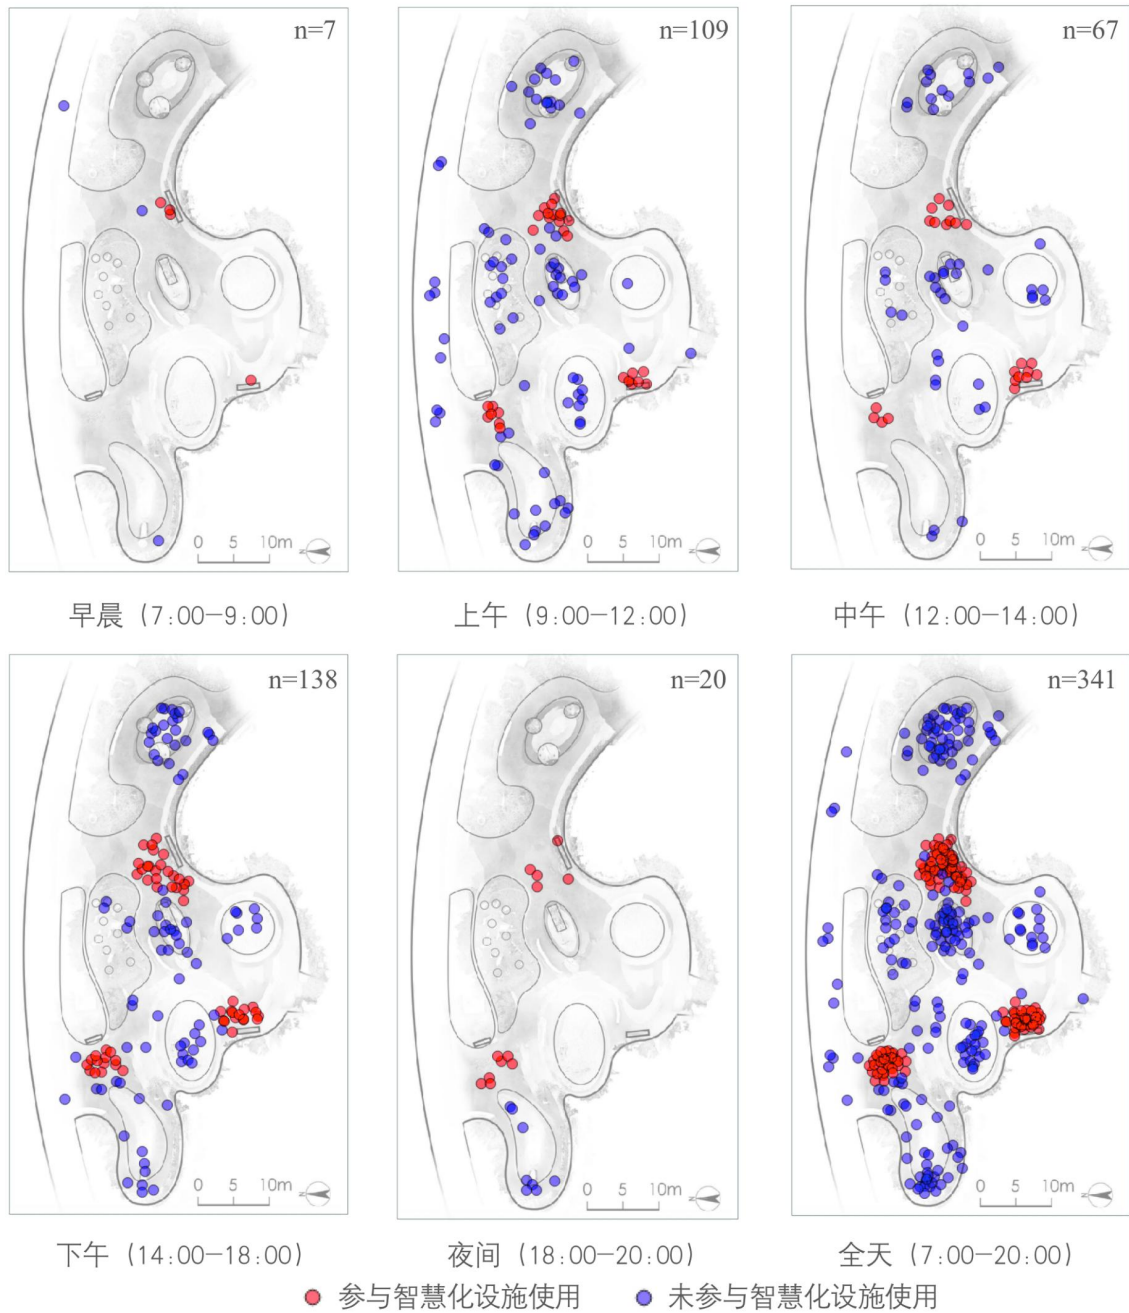 n=7
n=109
n=67
0 5 10m
N
0 5 10m
N
0 5 10m
N
早晨 (7:00—9:00)
上午 (9:00—12:00)
中午 (12:00—14:00)
n=138
n=20
n=341
0 5 10m
N
0 5 10m
N
0 5 10m
N
下午 (14:00—18:00)
夜间 (18:00—20:00)
全天 (7:00—20:00)
参与智慧化设施使用
未参与智慧化设施使用